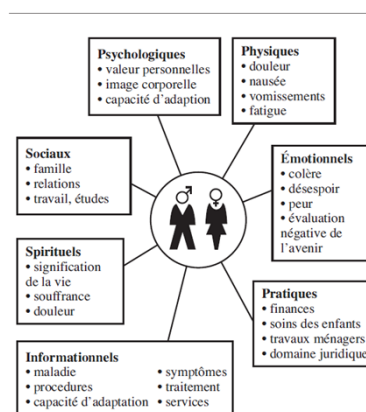 Psychologiques
• valeur personnelles
• image corporelle
• capacité d'adaption
Physiques
• douleur
• nausée
• vomissements
• fatigue
Sociaux
• famille
• relations
• travail, études
Émotionnels
• colère
• désespoir
• peur
• évaluation
négative de
l'avenir
Spirituels
• signification
de la vie
• souffrance
• douleur
Pratiques
• finances
• soins des enfants
• travaux ménagers
• domaine juridique
Informationnels
• maladie
• procedures
• capacité d'adaptation
• symptômes
• traitement
• services